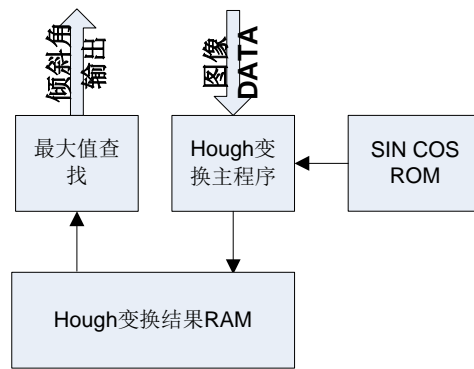 倾斜角
输出
图像
DATA
最大值查
找
Hough变
换主程序
SIN COS
ROM
Hough变换结果RAM